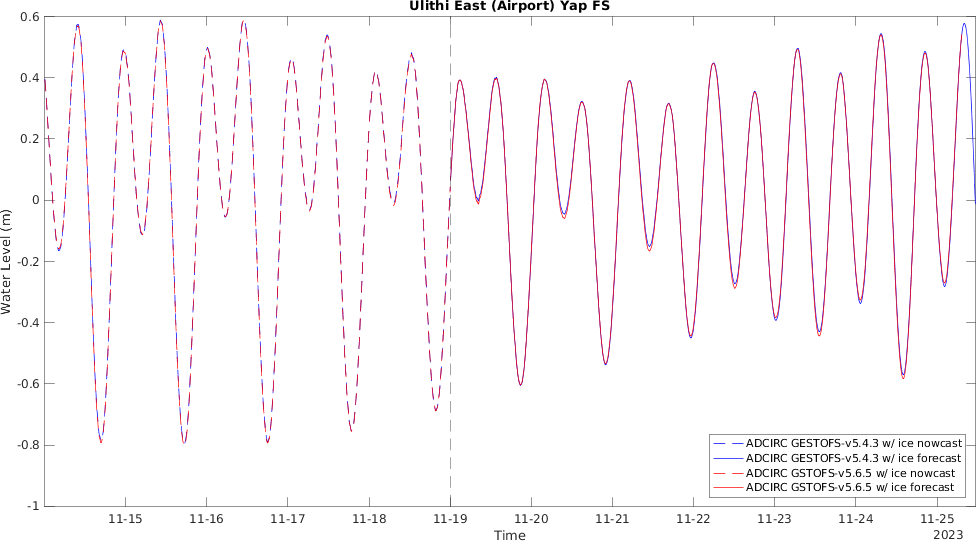 Ulithi East (Airport) Yap FS
0.6
0.4
0.2
0
-0.2
-0.4
-0.6
-0.8
-1
Water Level (m)
ADCIRC GESTOFS-v5.4.3 w/ ice nowcast
ADCIRC GESTOFS-v5.4.3 w/ ice forecast
ADCIRC GSTOFS-v5.6.5 w/ ice nowcast
ADCIRC GSTOFS-v5.6.5 w/ ice forecast
11-15 11-16 11-17 11-18 11-19 11-20 11-21 11-22 11-23 11-24 11-25
Time
2023